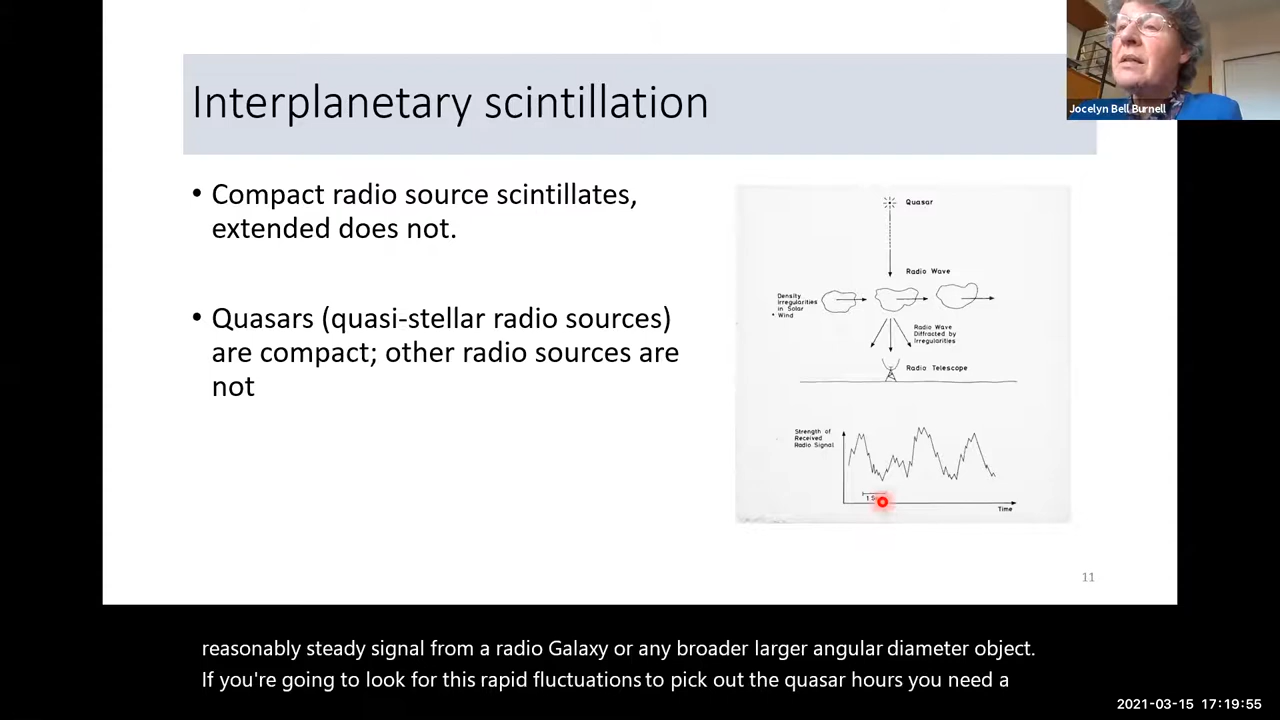 Interplanetary scintillation
Jocelyn Bell Burnell
• Compact radio source scintillates,
extended does not.
• Quasars (quasi-stellar radio sources)
are compact; other radio sources are
not
Quasar
Radio Wave
Density
Irregularities
in Solar
Wind
Radio Wave
Diffracted by
Irregularities
Radio Telescope
Strength of
Received
Radio Signal
Time
11
reasonably steady signal from a radio Galaxy or any broader larger angular diameter object.
If you're going to look for this rapid fluctuations to pick out the quasar hours you need a
2021-03-15 17:19:55